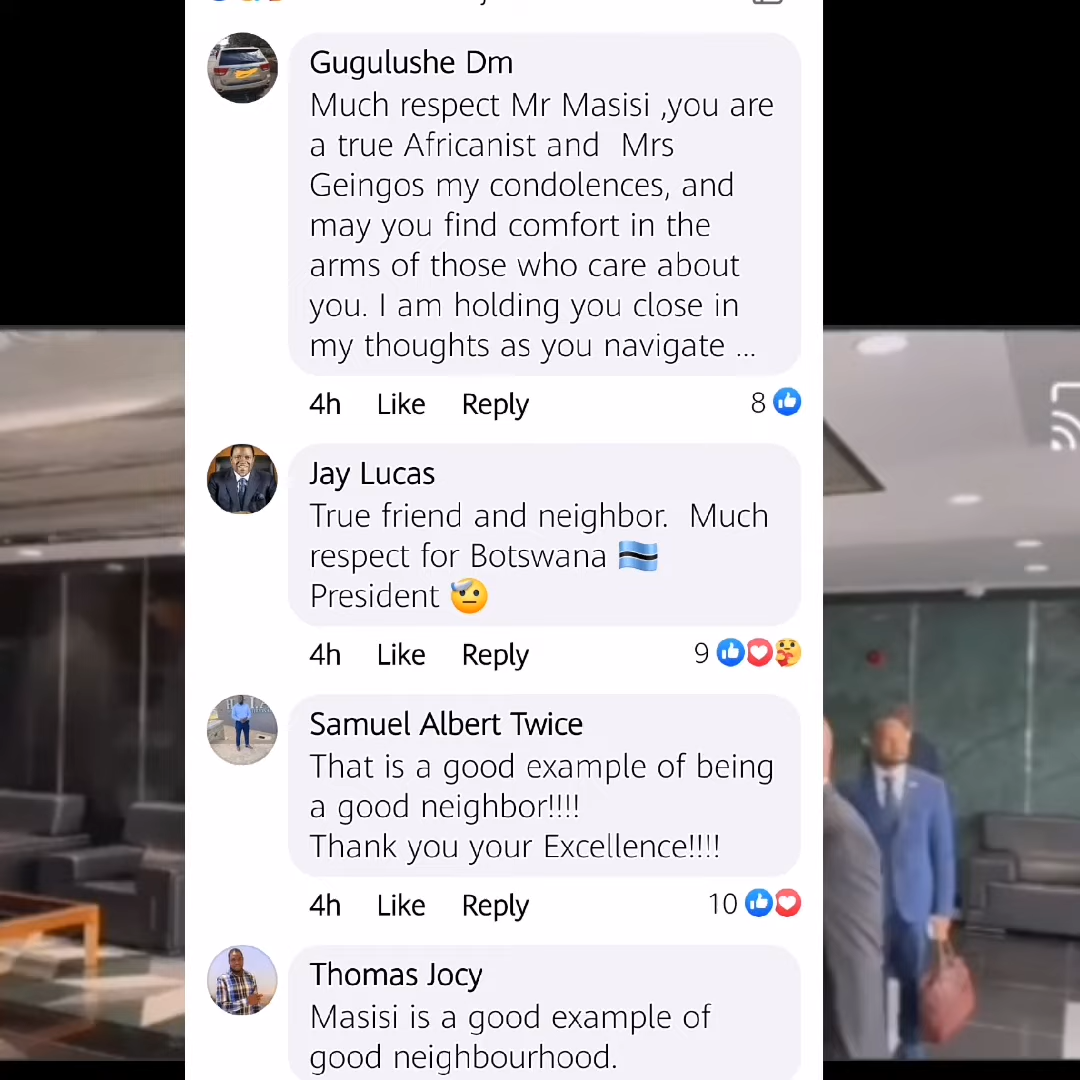 Gugulushe Dm
Much respect Mr Masisi ,you are
a true Africanist and Mrs
Geingos my condolences, and
may you find comfort in the
arms of those who care about
you. I am holding you close in
my thoughts as you navigate ...
4h Like Reply 8
Jay Lucas
True friend and neighbor. Much
respect for Botswana 🇧🇼
President 🫡
4h Like Reply 9
Samuel Albert Twice
That is a good example of being
a good neighbor!!!!
Thank you your Excellence!!!!
4h Like Reply 10
Thomas Jocy
Masisi is a good example of
good neighbourhood.